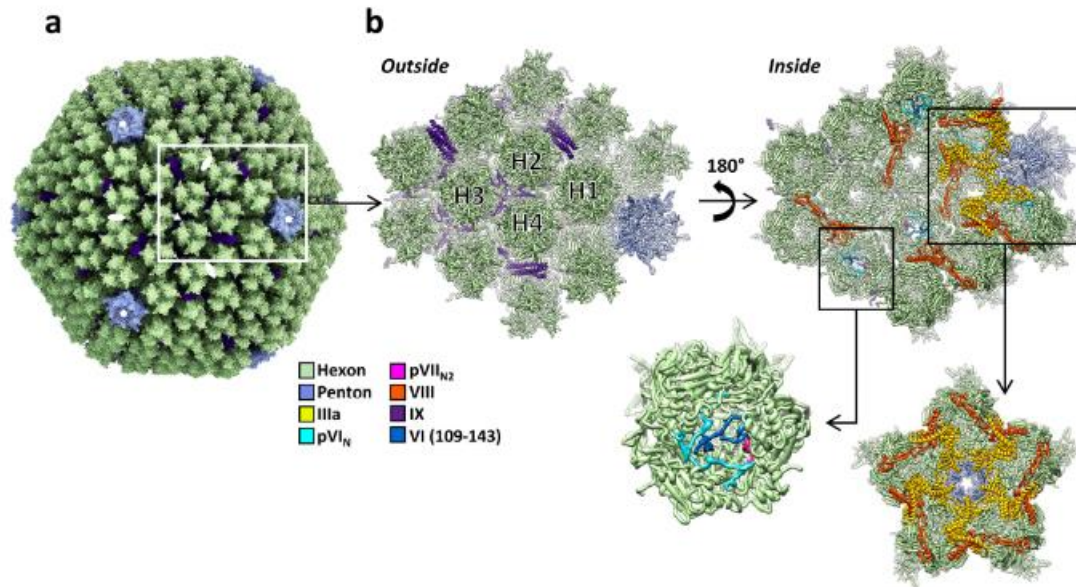 a
b
Outside
Inside
H2
H3
H1
H4
180°
Hexon
Penton
IIIa
pVI_N
pVII_N2
VIII
IX
VI (109-143)